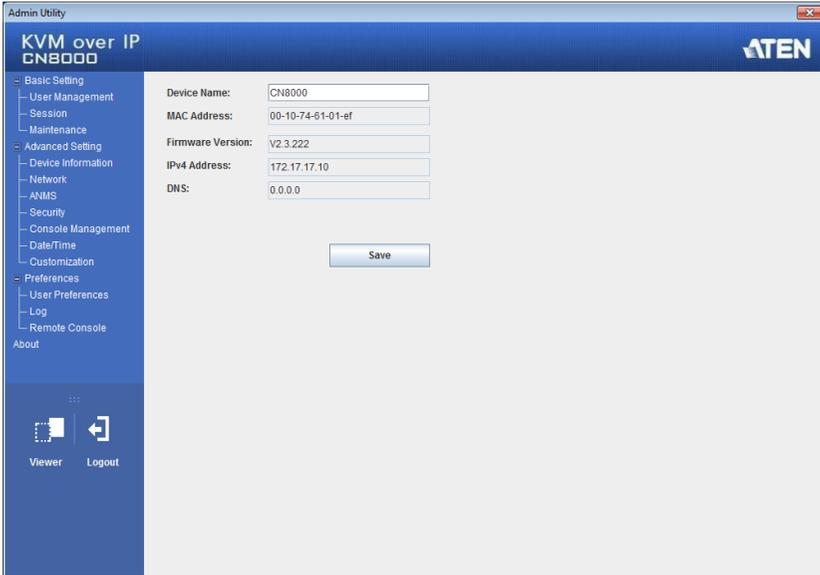 Admin Utility
KVM over IP
CN8000
ATEN
Basic Setting
User Management
Session
Maintenance
Advanced Setting
Device Information
Network
ANMS
Security
Console Management
Date/Time
Customization
Preferences
User Preferences
Log
Remote Console
About
Viewer Logout
Device Name: CN8000
MAC Address: 00-10-74-61-01-ef
Firmware Version: V2.3.222
IPv4 Address: 172.17.17.10
DNS: 0.0.0.0
Save